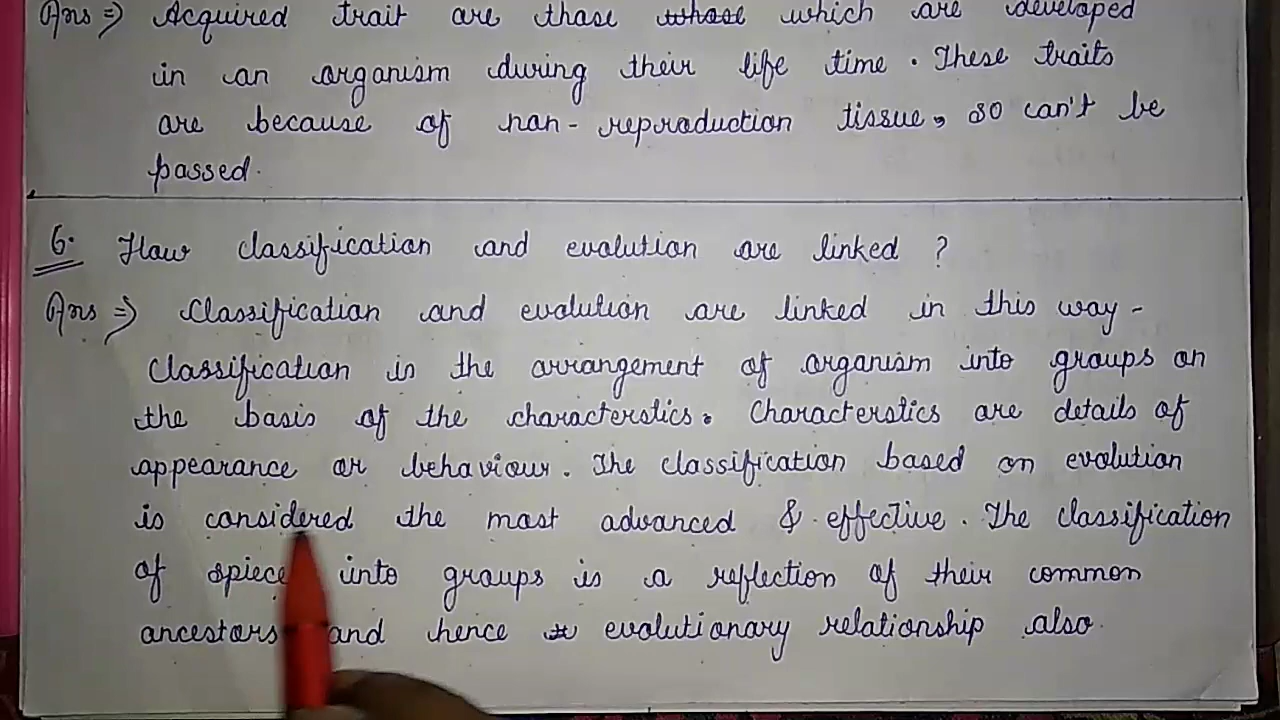 Ans ⇒ Acquired trait are those whose which are developed
in an organism during their life time. These traits
are because of non-reproduction tissue, so can't be
passed.
6. How classification and evolution are linked ?
Ans ⇒ Classification and evolution are linked in this way -
Classification is the arrangement of organism into groups on
the basis of the characterstics. Characterstics are details of
appearance or behaviour. The classification based on evolution
is considered the most advanced & effective. The classification
of into groups is a reflection of their common
ancestors and hence evolutionary relationship also.